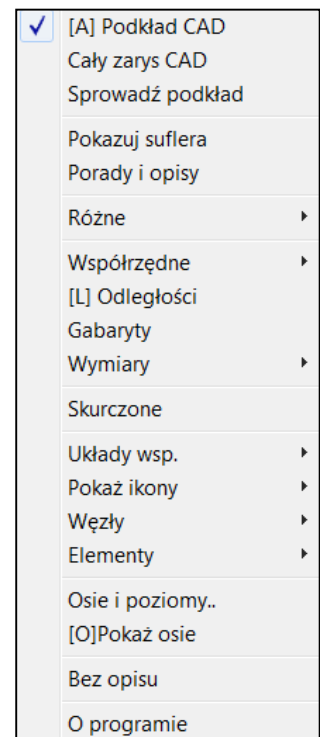 [A] Podkład CAD
Cały zarys CAD
Sprowadź podkład
Pokazuj suflera
Porady i opisy
Różne
Współrzędne
[L] Odległości
Gabaryty
Wymiary
Skurczone
Układy wsp.
Pokaż ikony
Węzły
Elementy
Osie i poziomy..
[O]Pokaż osie
Bez opisu
O programie